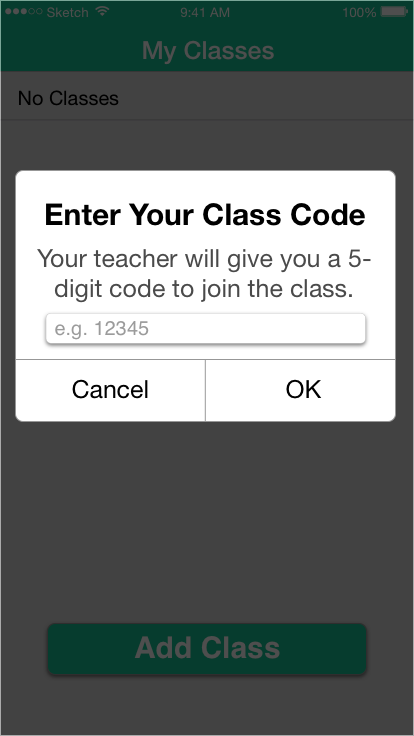 Sketch 9:41 AM 100%
My Classes
No Classes
Enter Your Class Code
Your teacher will give you a 5-
digit code to join the class.
e.g. 12345
Cancel OK
Add Class